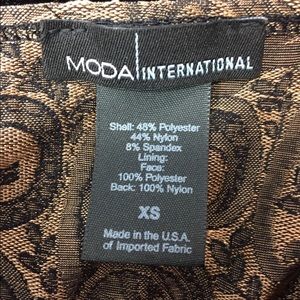 MODA INTERNATIONAL
Shell: 48% Polyester
44% Nylon
8% Spandex
Lining:
Face:
100% Polyester
Back: 100% Nylon
XS
Made in the U.S.A.
of Imported Fabric